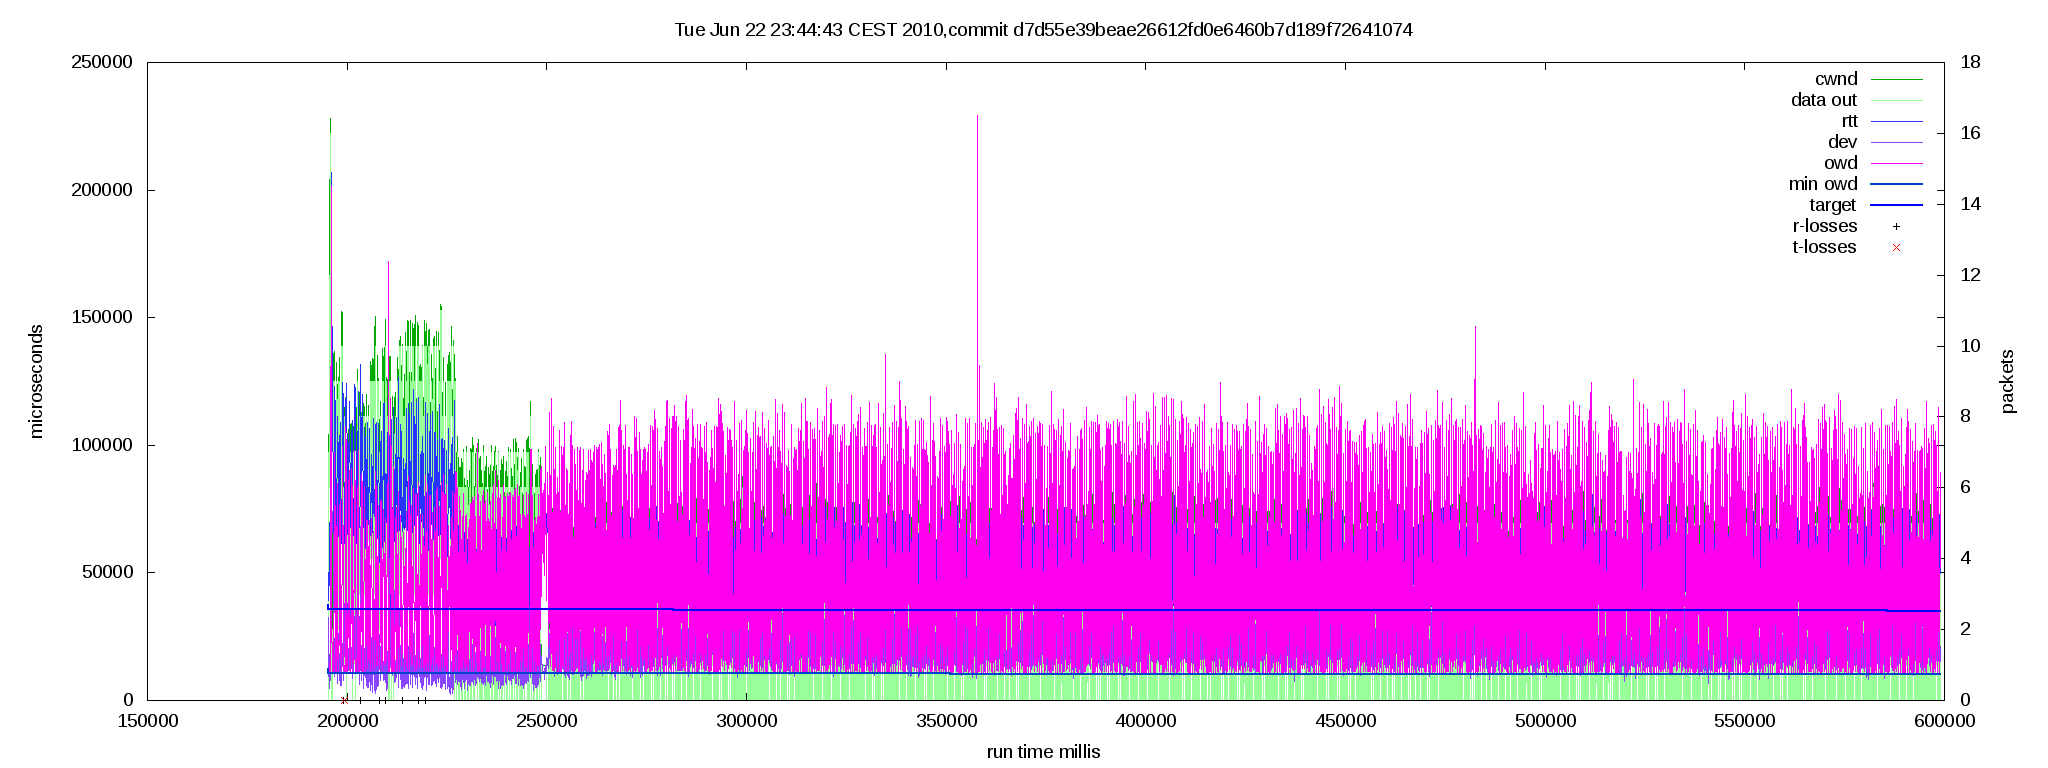 Tue Jun 22 23:44:43 CEST 2010,commit d7d55e39beae26612fd0e6460b7d189f72641074
250000
200000
150000
100000
50000
0
microseconds
18
16
14
12
10
8
6
4
2
0
packets
cwnd
data out
rtt
dev
owd
min owd
target
r-losses
t-losses
150000 200000 250000 300000 350000 400000 450000 500000 550000 600000
run time millis